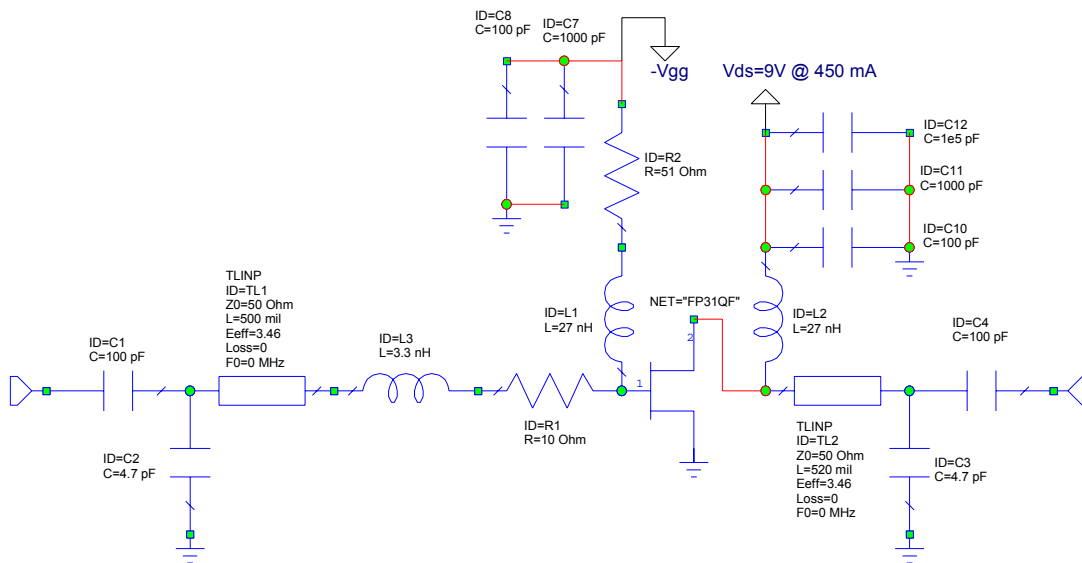 ID=C8
C=100 pF
ID=C7
C=1000 pF
-Vgg
Vds=9V @ 450 mA
ID=C12
C=1e5 pF
ID=R2
R=51 Ohm
ID=C11
C=1000 pF
ID=C10
C=100 pF
TLINP
ID=TL1
Z0=50 Ohm
L=500 mil
Eeff=3.46
Loss=0
F0=0 MHz
ID=L1
L=27 nH
NET="FP31QF"
ID=L2
L=27 nH
ID=C1
C=100 pF
ID=L3
L=3.3 nH
2
ID=C4
C=100 pF
1
ID=R1
R=10 Ohm
ID=C2
C=4.7 pF
TLINP
ID=TL2
Z0=50 Ohm
L=520 mil
Eeff=3.46
Loss=0
F0=0 MHz
ID=C3
C=4.7 pF